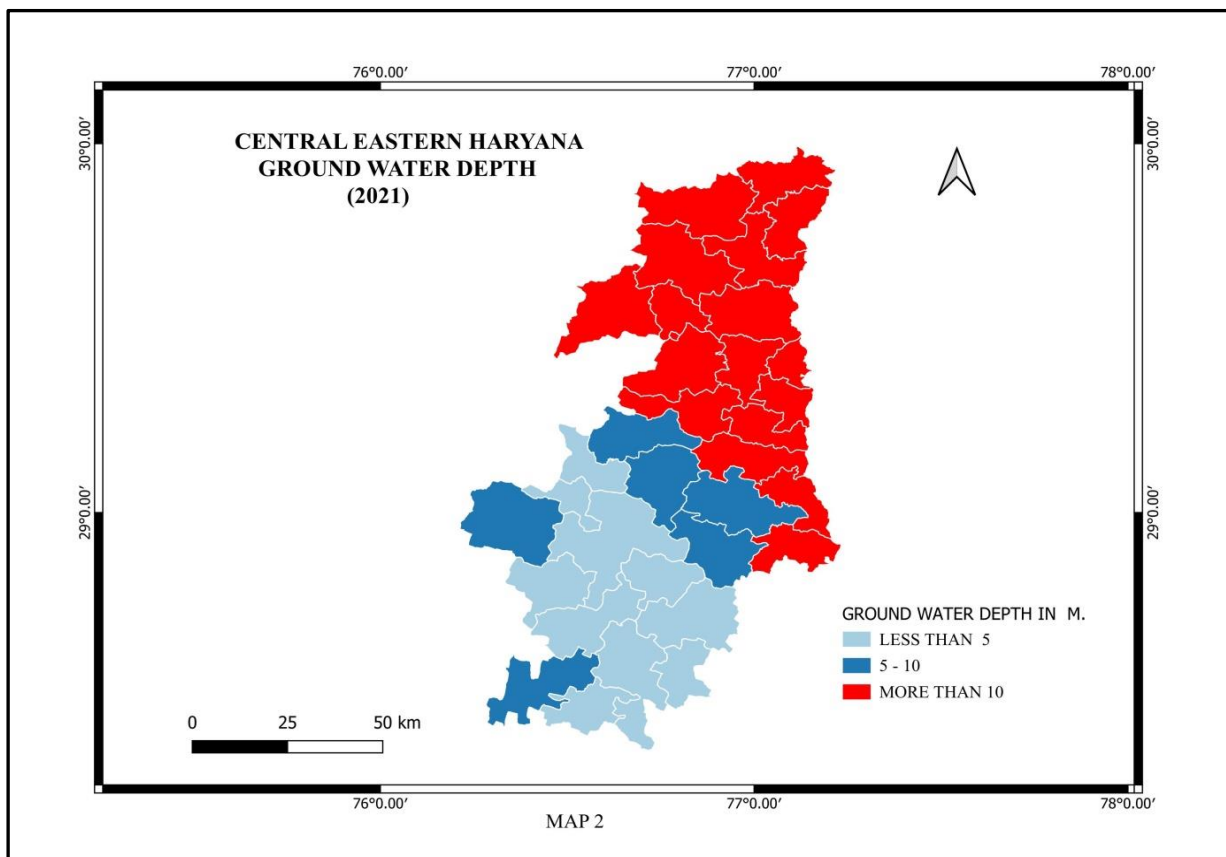 76°0.00′ 77°0.00′ 78°0.00′
CENTRAL EASTERN HARYANA
GROUND WATER DEPTH
(2021)
30°0.00′ 30°0.00′
29°0.00′ 29°0.00′
GROUND WATER DEPTH IN M.
LESS THAN 5
5 - 10
MORE THAN 10
0 25 50 km
76°0.00′ 77°0.00′ 78°0.00′
MAP 2